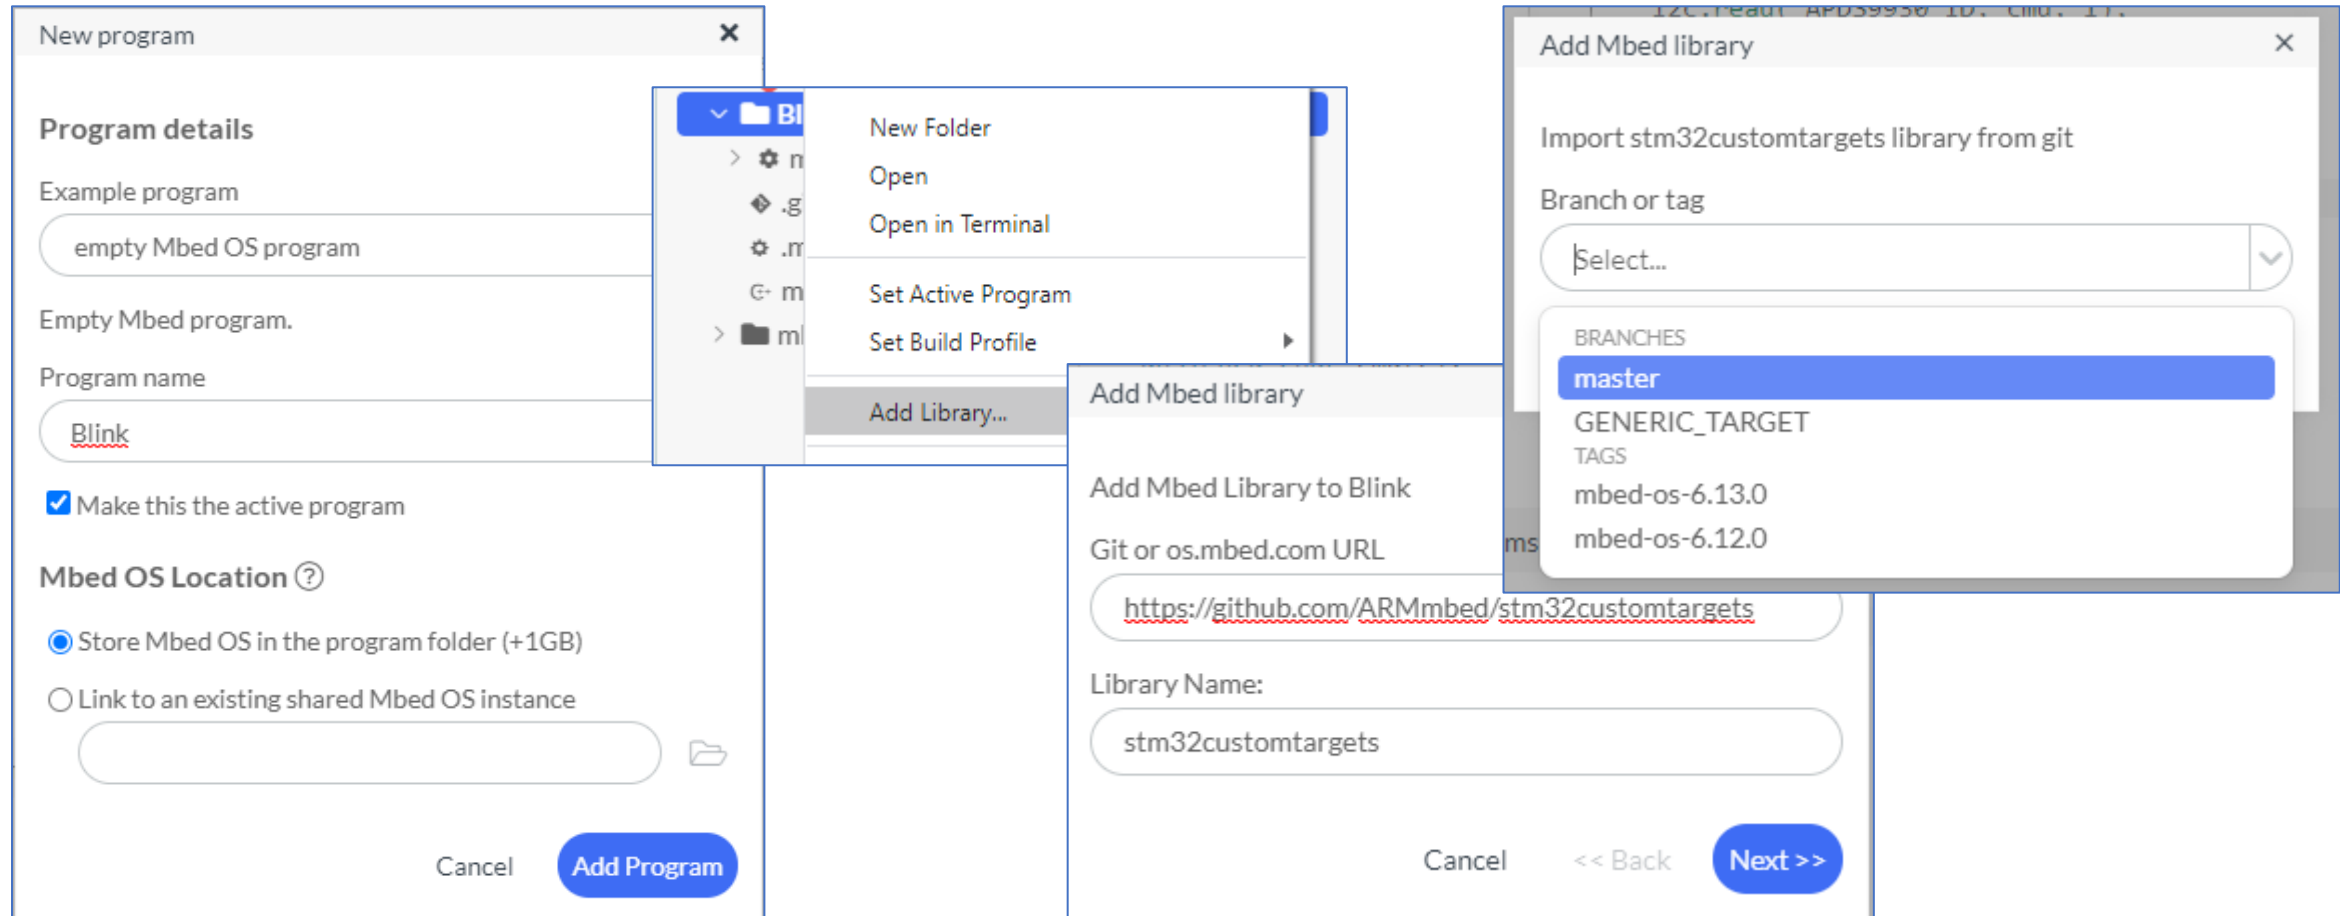 New program
Program details
Example program
empty Mbed OS program
Empty Mbed program.
Program name
Blink
Make this the active program
Mbed OS Location ?
Store Mbed OS in the program folder (+1GB)
Link to an existing shared Mbed OS instance
Cancel
Add Program
Bl
m
.g
.m
m
New Folder
Open
Open in Terminal
Set Active Program
Set Build Profile
Add Library...
Add Mbed library
Add Mbed Library to Blink
Git or os.mbed.com URL
https://github.com/ARMmbed/stm32customtargets
Library Name:
stm32customtargets
Cancel
<< Back
Next >>
Add Mbed library
Import stm32customtargets library from git
Branch or tag
Select...
BRANCHES
master
GENERIC_TARGET
TAGS
mbed-os-6.13.0
mbed-os-6.12.0
ms